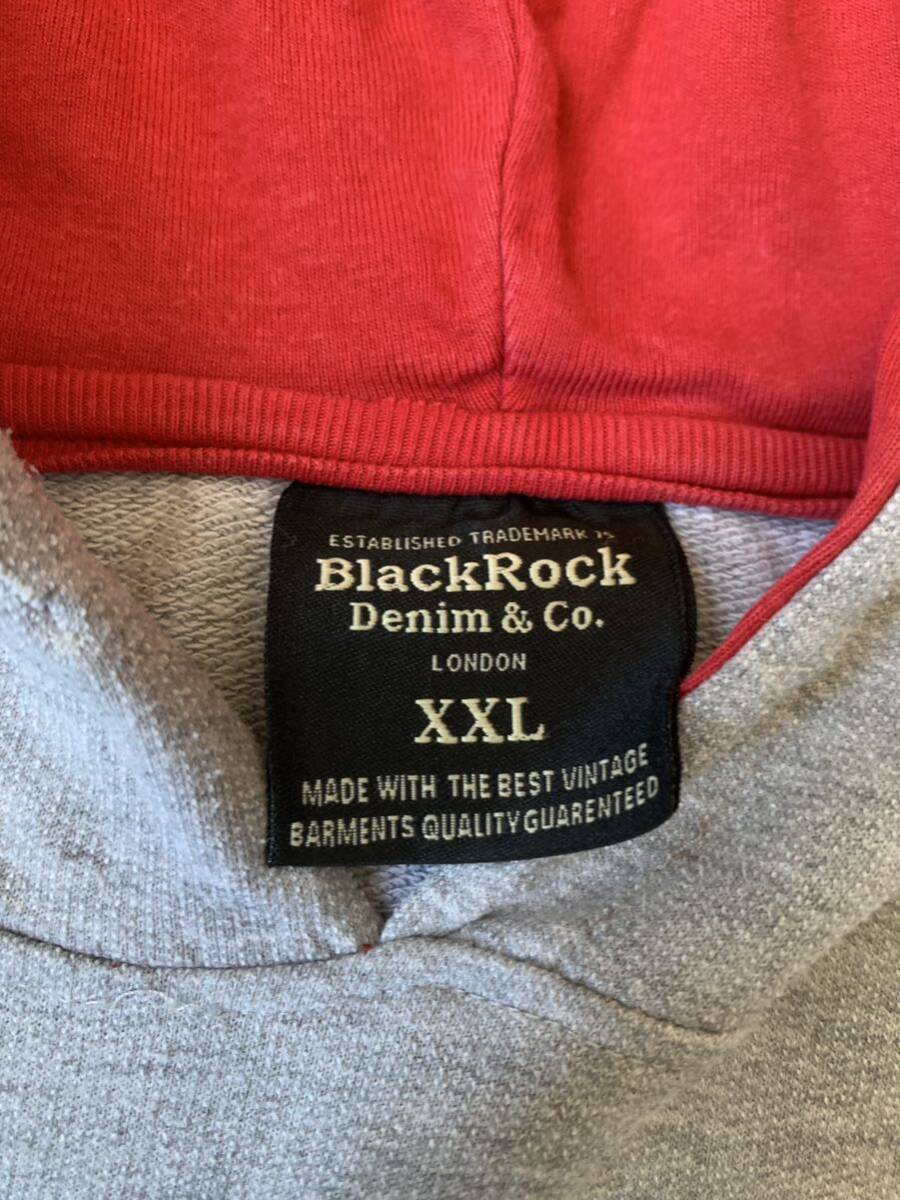 ESTABLISHED TRADEMARK
BlackRock
Denim & Co.
LONDON
XXL
MADE WITH THE BEST VINTAGE
BARMENTS QUALITY GUARENTEED